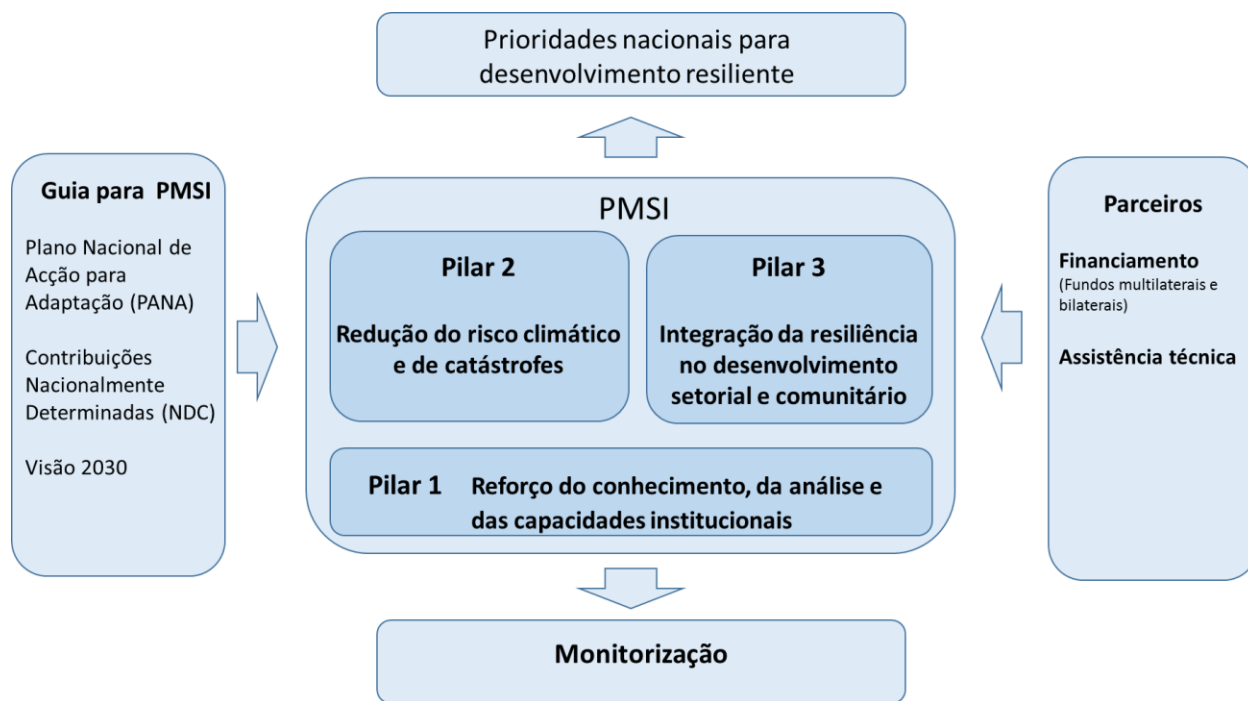 Prioridades nacionais para
desenvolvimento resiliente
Guia para PMSI
Plano Nacional de
Acção para
Adaptação (PANA)
Contribuições
Nacionalmente
Determinadas (NDC)
Visão 2030
PMSI
Pilar 2
Redução do risco climático
e de catástrofes
Pilar 3
Integração da resiliência
no desenvolvimento
setorial e comunitário
Pilar 1 Reforço do conhecimento, da análise e
das capacidades institucionais
Parceiros
Financiamento
(Fundos multilaterais e
bilaterais)
Assistência técnica
Monitorização